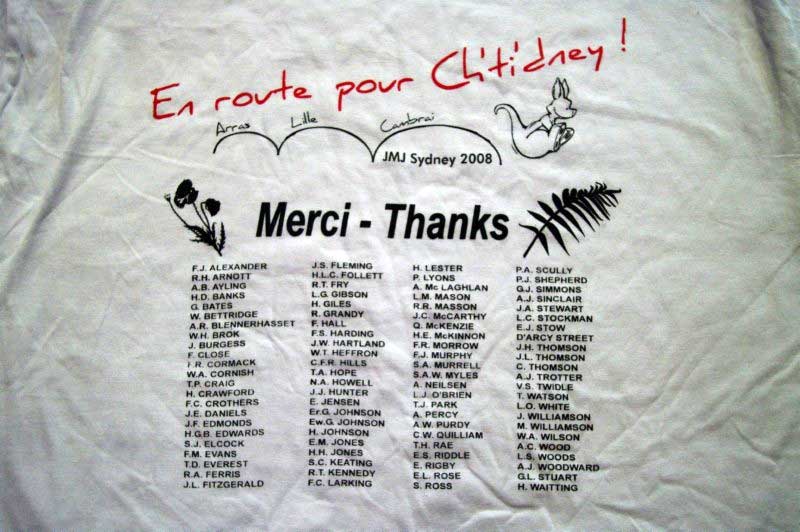 En route pour Ch'ti'dney !
Arras Lille Cambrai
JMJ Sydney 2008
Merci - Thanks
F.J. ALEXANDER
R.H. ARNOTT
A.B. AYLING
H.D. BANKS
G. BATES
W. BETTRIDGE
A.R. BLENNERHASSET
W.H. BROK
J. BURGESS
F. CLOSE
F.R. CORMACK
W.A. CORNISH
T.P. CRAIG
H. CRAWFORD
F.C. CROTHERS
J.E. DANIELS
J.F. EDMONDS
H.G.B. EDWARDS
S.J. ELCOCK
F.M. EVANS
T.D. EVEREST
R.A. FERRIS
J.L. FITZGERALD
J.S. FLEMING
H.L.C. FOLLETT
R.T. FRY
L.G. GIBSON
H. GILES
R. GRANDY
F. HALL
F.S. HARDING
J.W. HARTLAND
W.T. HEFFRON
C.F.R. HILLS
T.A. HOPE
N.A. HOWELL
J.J. HUNTER
E. JENSEN
Er.G. JOHNSON
Ew.G. JOHNSON
H. JOHNSON
E.M. JONES
H.H. JONES
S.C. KEATING
R.T. KENNEDY
F.C. LARKING
H. LESTER
P. LYONS
A. Mc LAGHLAN
L.M. MASON
R.R. MASSON
J.C. McCARTHY
Q. McKENZIE
H.E. McKINNON
F.R. MORROW
F.J. MURPHY
S.A. MURRELL
S.A.W. MYLES
A. NEILSEN
L.J. O'BRIEN
T.J. PARK
A. PERCY
A.W. PURDY
C.W. QUILLIAM
T.H. RAE
E.S. RIDDLE
E. RIGBY
E.L. ROSE
S. ROSS
P.A. SCULLY
P.J. SHEPHERD
G.J. SIMMONS
A.J. SINCLAIR
J.A. STEWART
L.C. STOCKMAN
E.J. STOW
D'ARCY STREET
J.H. THOMSON
J.L. THOMSON
C. THOMSON
A.J. TROTTER
V.S. TWIDLE
T. WATSON
L.O. WHITE
J. WILLIAMSON
M. WILLIAMSON
W.A. WILSON
A.C. WOOD
L.S. WOODS
A.J. WOODWARD
G.L. STUART
H. WAITTING